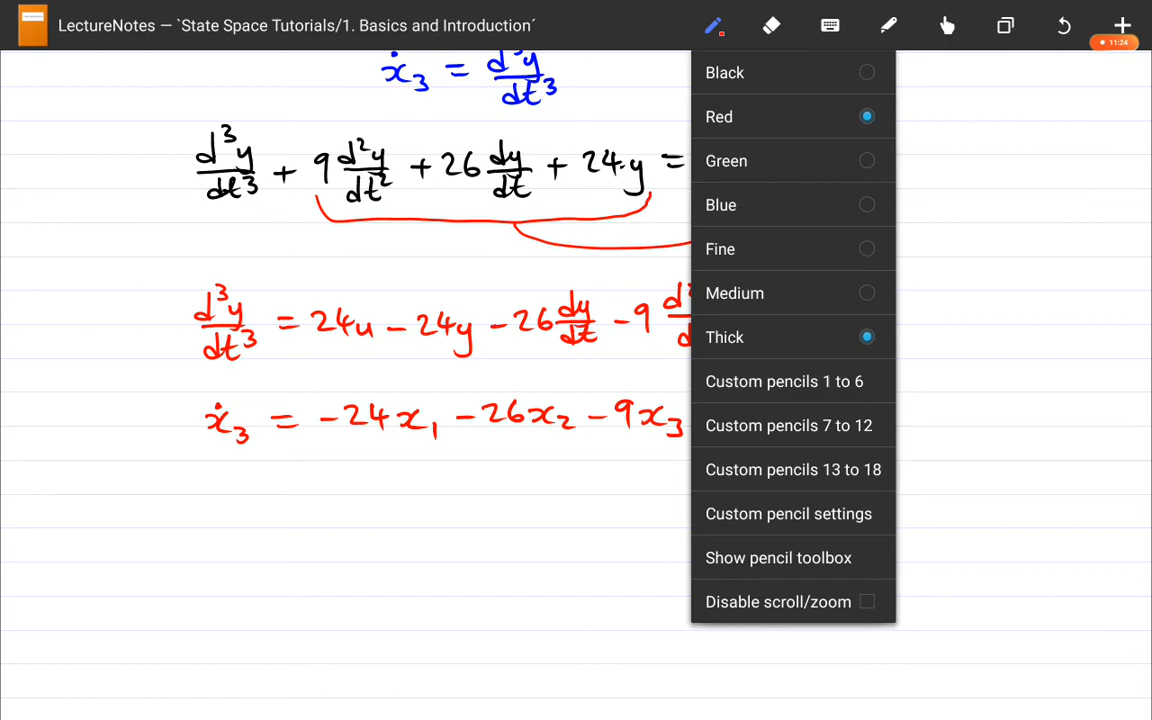 LectureNotes — `State Space Tutorials/1. Basics and Introduction´
11:24
ẋ₃ = d³y/dt³
d³y/dt³ + 9 d²y/dt² + 26 dy/dt + 24y =
d³y/dt³ = 24u − 24y − 26 dy/dt − 9
ẋ₃ = −24x₁ − 26x₂ − 9x₃
Black
Red
Green
Blue
Fine
Medium
Thick
Custom pencils 1 to 6
Custom pencils 7 to 12
Custom pencils 13 to 18
Custom pencil settings
Show pencil toolbox
Disable scroll/zoom